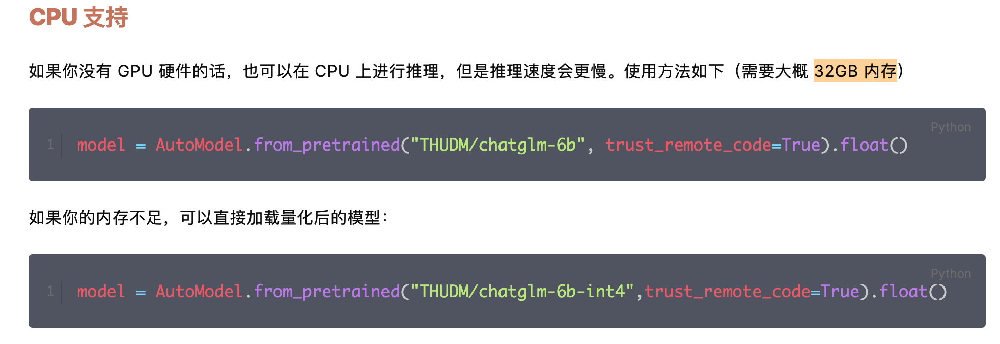 CPU 支持
如果你没有 GPU 硬件的话，也可以在 CPU 上进行推理，但是推理速度会更慢。使用方法如下（需要大概 32GB 内存）
Python
1 model = AutoModel.from_pretrained("THUDM/chatglm-6b", trust_remote_code=True).float()
如果你的内存不足，可以直接加载量化后的模型：
Python
1 model = AutoModel.from_pretrained("THUDM/chatglm-6b-int4",trust_remote_code=True).float()